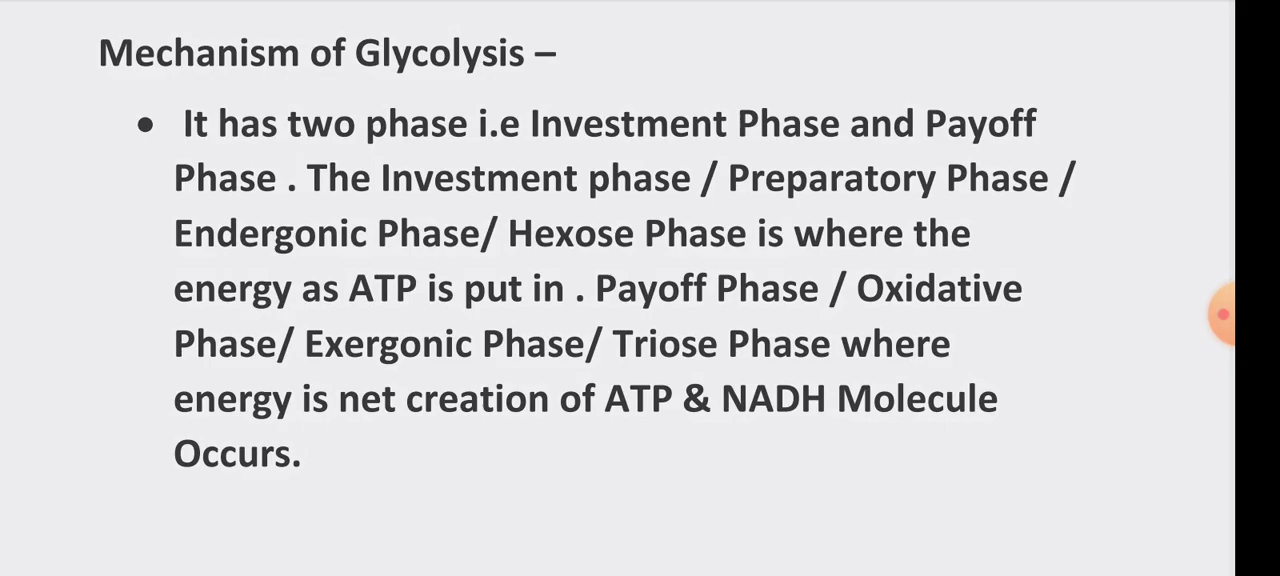 Mechanism of Glycolysis –
• It has two phase i.e Investment Phase and Payoff
Phase . The Investment phase / Preparatory Phase /
Endergonic Phase/ Hexose Phase is where the
energy as ATP is put in . Payoff Phase / Oxidative
Phase/ Exergonic Phase/ Triose Phase where
energy is net creation of ATP & NADH Molecule
Occurs.